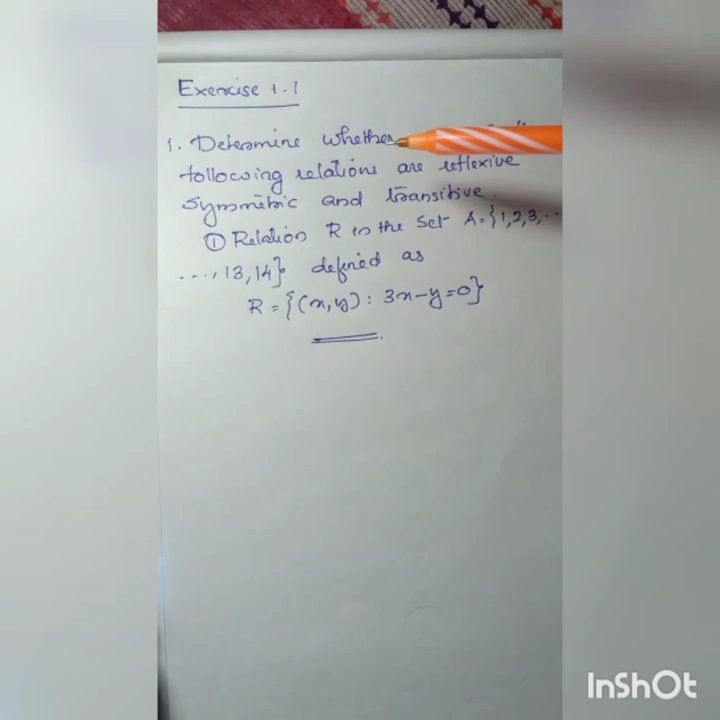 Exercise 1.1
1. Determine whether
following relations are reflexive
symmetric and transitive.
① Relation R in the set A={1,2,3,..
...,13,14} defined as
R = {(x,y): 3x-y=0}
InShOt